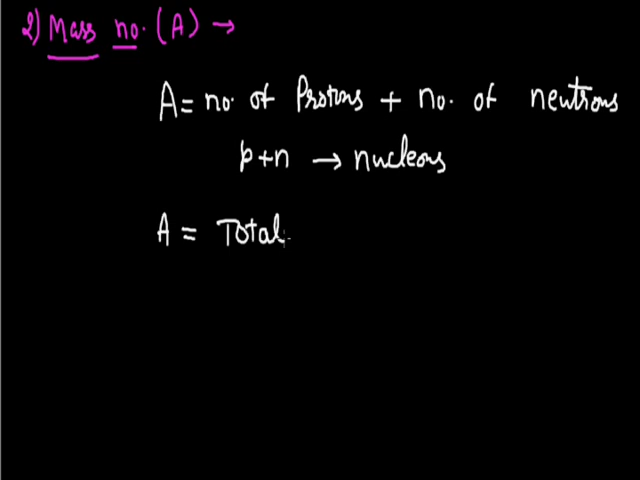 2) Mass no. (A) →
A = no. of Protons + no. of neutrons
p+n → nucleons
A = Total